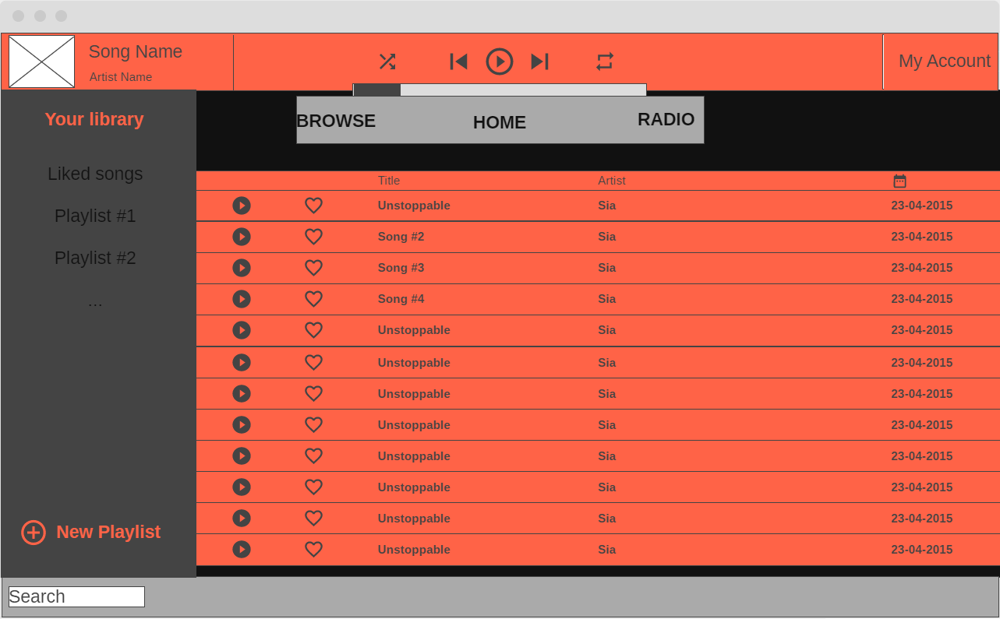 Song Name
Artist Name
My Account
BROWSE HOME RADIO
Your library
Liked songs
Playlist #1
Playlist #2
...
New Playlist
Title Artist
Unstoppable Sia 23-04-2015
Song #2 Sia 23-04-2015
Song #3 Sia 23-04-2015
Song #4 Sia 23-04-2015
Unstoppable Sia 23-04-2015
Unstoppable Sia 23-04-2015
Unstoppable Sia 23-04-2015
Unstoppable Sia 23-04-2015
Unstoppable Sia 23-04-2015
Unstoppable Sia 23-04-2015
Unstoppable Sia 23-04-2015
Unstoppable Sia 23-04-2015
Search